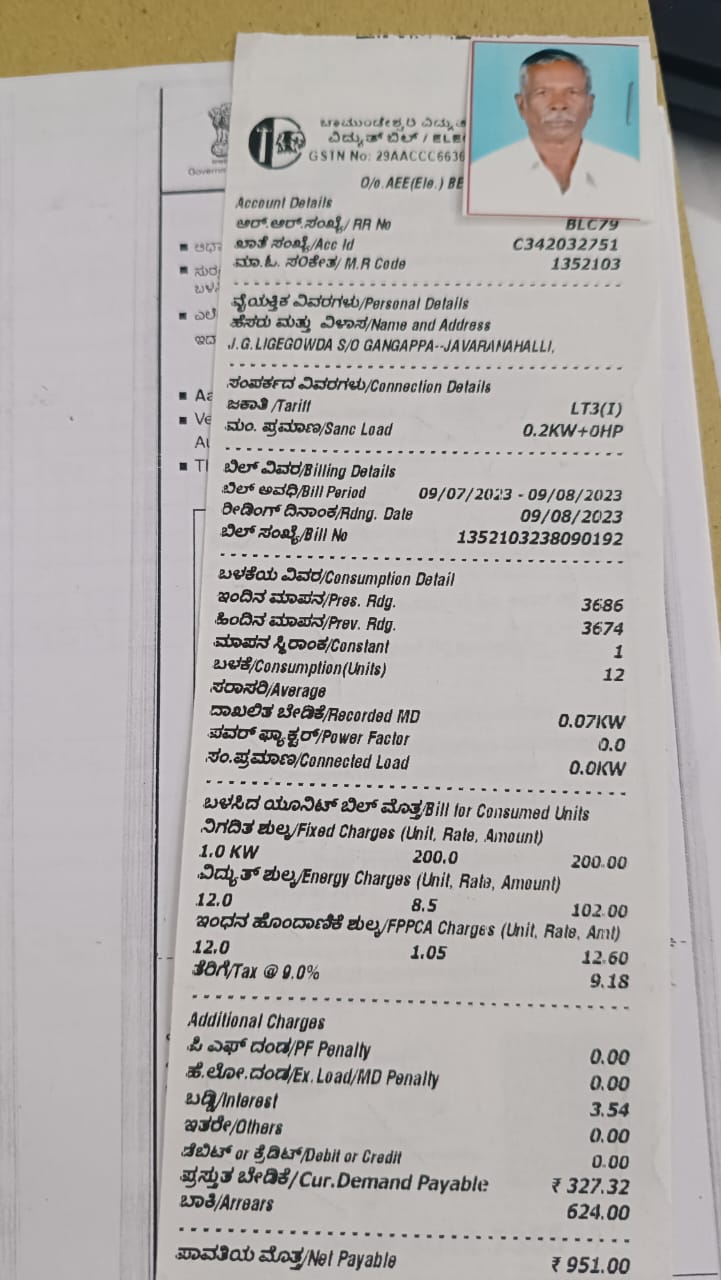 ಚಾಮುಂಡೇಶ್ವರಿ ವಿದ್ಯುತ
ವಿದ್ಯುತ್ ಬಿಲ್ / ELE
GSTN No: 29AACCC6636
O/o.AEE(Ele.) BE
Account Details
ಆರ್.ಆರ್.ಸಂಖ್ಯೆ/ RR No BLC79
ಖಾತೆ ಸಂಖ್ಯೆ/Acc Id C342032751
ಮಾ.ಓ. ಸಂಕೇತ/ M.R Code 1352103
ವೈಯಕ್ತಿಕ ವಿವರಗಳು/Personal Details
ಹೆಸರು ಮತ್ತು ವಿಳಾಸ/Name and Address
J.G.LIGEGOWDA S/O GANGAPPA--JAVARANAHALLI,
ಸಂಪರ್ಕದ ವಿವರಗಳು/Connection Details
ಜಕಾತಿ /Tariff LT3(I)
ಮಂ. ಪ್ರಮಾಣ/Sanc Load 0.2KW+0HP
ಬಿಲ್ ವಿವರ/Billing Details
ಬಿಲ್ ಅವಧಿ/Bill Period 09/07/2023 - 09/08/2023
ರೀಡಿಂಗ್ ದಿನಾಂಕ/Rdng. Date 09/08/2023
ಬಿಲ್ ಸಂಖ್ಯೆ/Bill No 1352103238090192
ಬಳಕೆಯ ವಿವರ/Consumption Detail
ಇಂದಿನ ಮಾಪನ/Pres. Rdg. 3686
ಹಿಂದಿನ ಮಾಪನ/Prev. Rdg. 3674
ಮಾಪನ ಸ್ಥಿರಾಂಕ/Constant 1
ಬಳಕೆ/Consumption(Units) 12
ಸರಾಸರಿ/Average
ದಾಖಲಿತ ಬೇಡಿಕೆ/Recorded MD 0.07KW
ಪವರ್ ಫ್ಯಾಕ್ಟರ್/Power Factor 0.0
ಸಂ.ಪ್ರಮಾಣ/Connected Load 0.0KW
ಬಳಸಿದ ಯೂನಿಟ್ ಬಿಲ್ ಮೊತ್ತ/Bill for Consumed Units
ನಿಗದಿತ ಶುಲ್ಕ/Fixed Charges (Unit, Rate, Amount)
1.0 KW 200.0 200.00
ವಿದ್ಯುತ್ ಶುಲ್ಕ/Energy Charges (Unit, Rate, Amount)
12.0 8.5 102.00
ಇಂಧನ ಹೊಂದಾಣಿಕೆ ಶುಲ್ಕ/FPPCA Charges (Unit, Rate, Amt)
12.0 1.05 12.60
ತೆರಿಗೆ/Tax @ 9.0% 9.18
Additional Charges
ಪಿ ಎಫ್ ದಂಡ/PF Penalty 0.00
ಹೆ.ಲೋ.ದಂಡ/Ex.Load/MD Penalty 0.00
ಬಡ್ಡಿ/Interest 3.54
ಇತರೇ/Others 0.00
ಡೆಬಿಟ್ or ಕ್ರೆಡಿಟ್/Debit or Credit 0.00
ಪ್ರಸ್ತುತ ಬೇಡಿಕೆ/Cur.Demand Payable ₹ 327.32
ಬಾಕಿ/Arrears 624.00
ಪಾವತಿಯ ಮೊತ್ತ/Net Payable ₹ 951.00